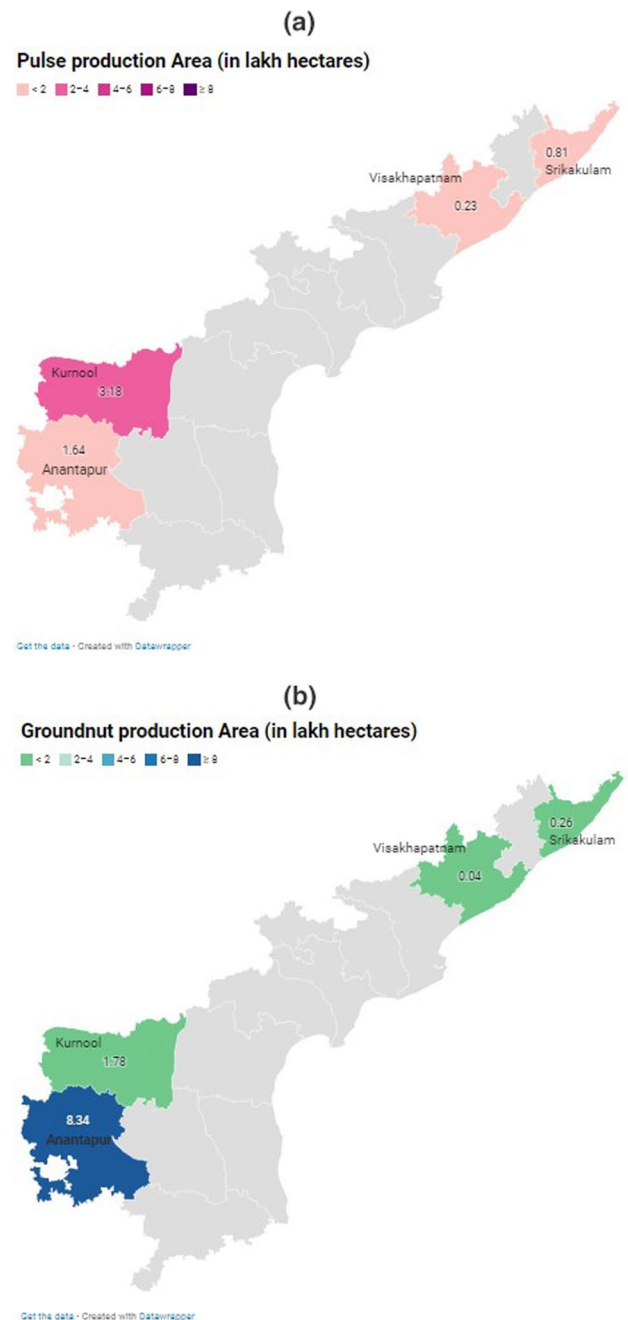 (a)
Pulse production Area (in lakh hectares)
< 2 2–4 4–6 6–8 ≥ 8
0.81
Visakhapatnam
Srikakulam
0.23
Kurnool
3.18
1.64
Anantapur
Get the data · Created with Datawrapper
(b)
Groundnut production Area (in lakh hectares)
< 2 2–4 4–6 6–8 ≥ 8
0.26
Visakhapatnam
Srikakulam
0.04
Kurnool
1.78
8.34
Anantapur
Get the data · Created with Datawrapper